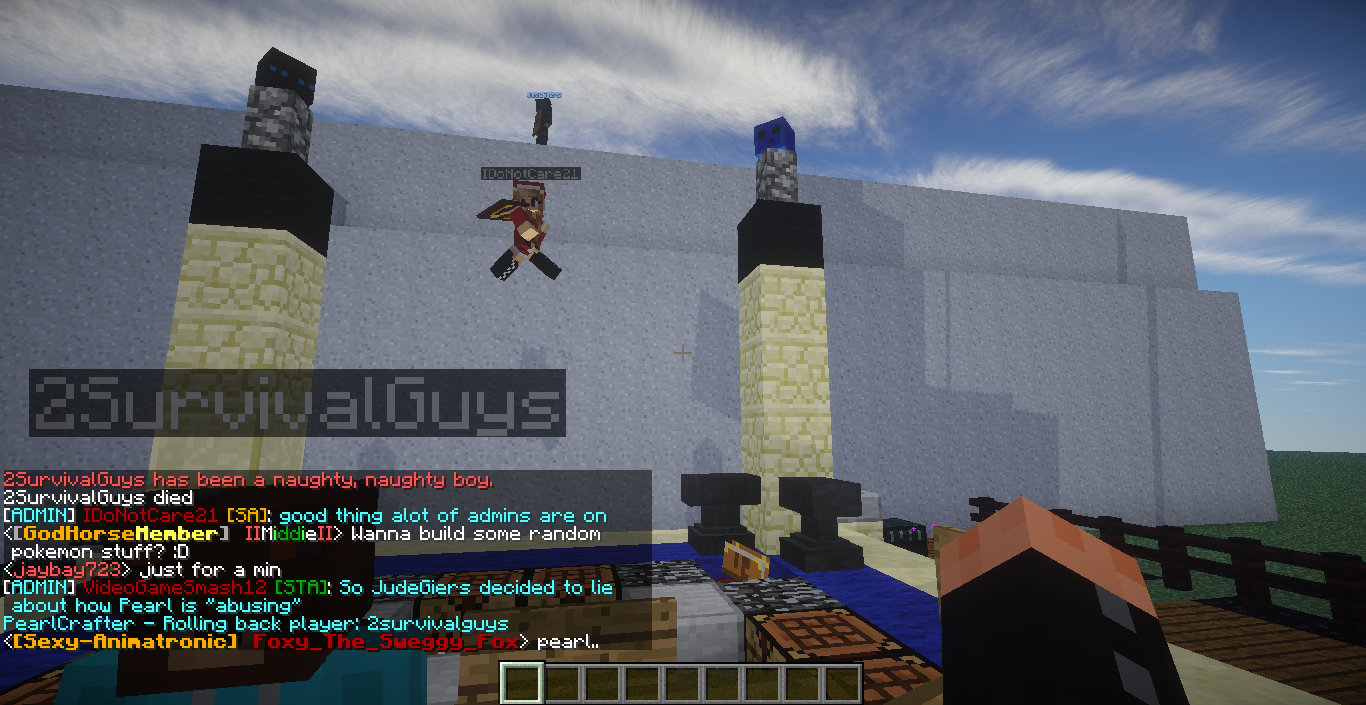 JudeGiers
IDoNotCare21
2SurvivalGuys
2SurvivalGuys has been a naughty, naughty boy.
2SurvivalGuys died
[ADMIN] IDoNotCare21 [SA]: good thing alot of admins are on
<[GodHorseMember] IIMiddieII> Wanna build some random
pokemon stuff? :D
<jaybay723> just for a min
[ADMIN] VideoGameSmash12 [STA]: So JudeGiers decided to lie
about how Pearl is "abusing"
PearlCrafter - Rolling back player: 2survivalguys
<[Sexy-Animatronic] Foxy_The_Sweggy_Fox> pearl..